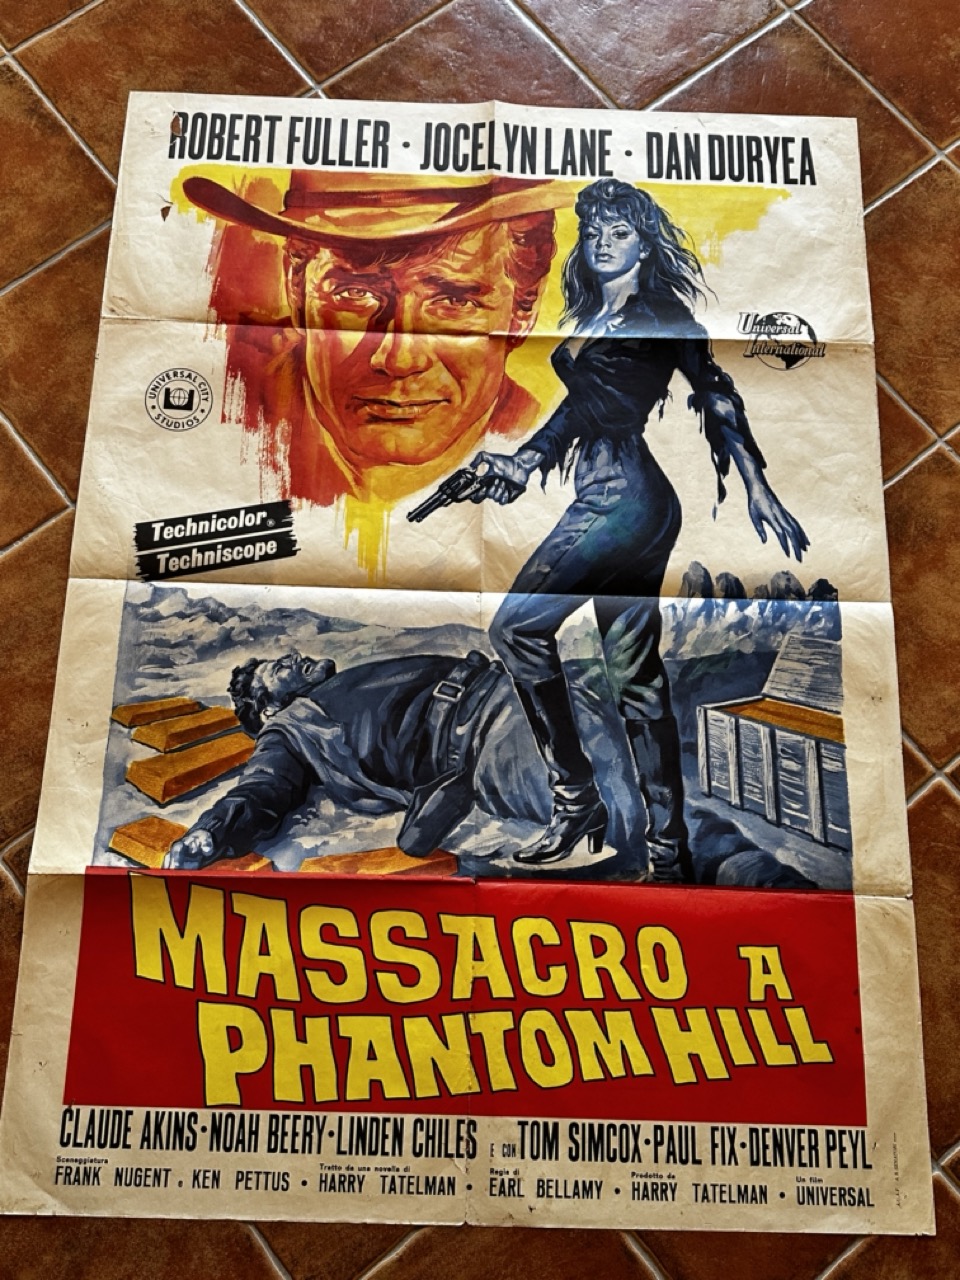 ROBERT FULLER · JOCELYN LANE · DAN DURYEA
Universal
International
UNIVERSAL CITY
STUDIOS
Technicolor®
Techniscope
MASSACRO A
PHANTOM HILL
CLAUDE AKINS·NOAH BEERY·LINDEN CHILES E CON TOM SIMCOX·PAUL FIX·DENVER PEYL
Sceneggiatura Tratto da una novella di Regia di Prodotto da Un film
FRANK NUGENT e KEN PETTUS • HARRY TATELMAN • EARL BELLAMY • HARRY TATELMAN • UNIVERSAL